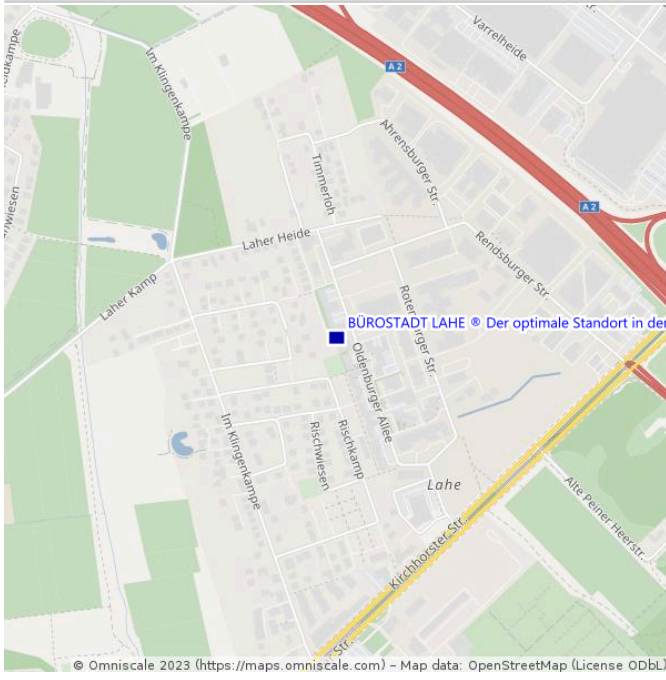 Varrelheide
Str.
A 2
Im Klingenkampe
Timmerloh
Ahrensburger Str.
A 2
Laher Heide
Rendsburger Str.
Laher Kamp
BÜROSTADT LAHE ® Der optimale Standort in der
Oldenburger Allee
Im Klingenkampe
Rischwiesen
Rischkamp
Lahe
Alte Peiner Heerstr.
Kirchhorster Str.
Str.
© Omniscale 2023 (https://maps.omniscale.com) – Map data: OpenStreetMap (License ODbL)